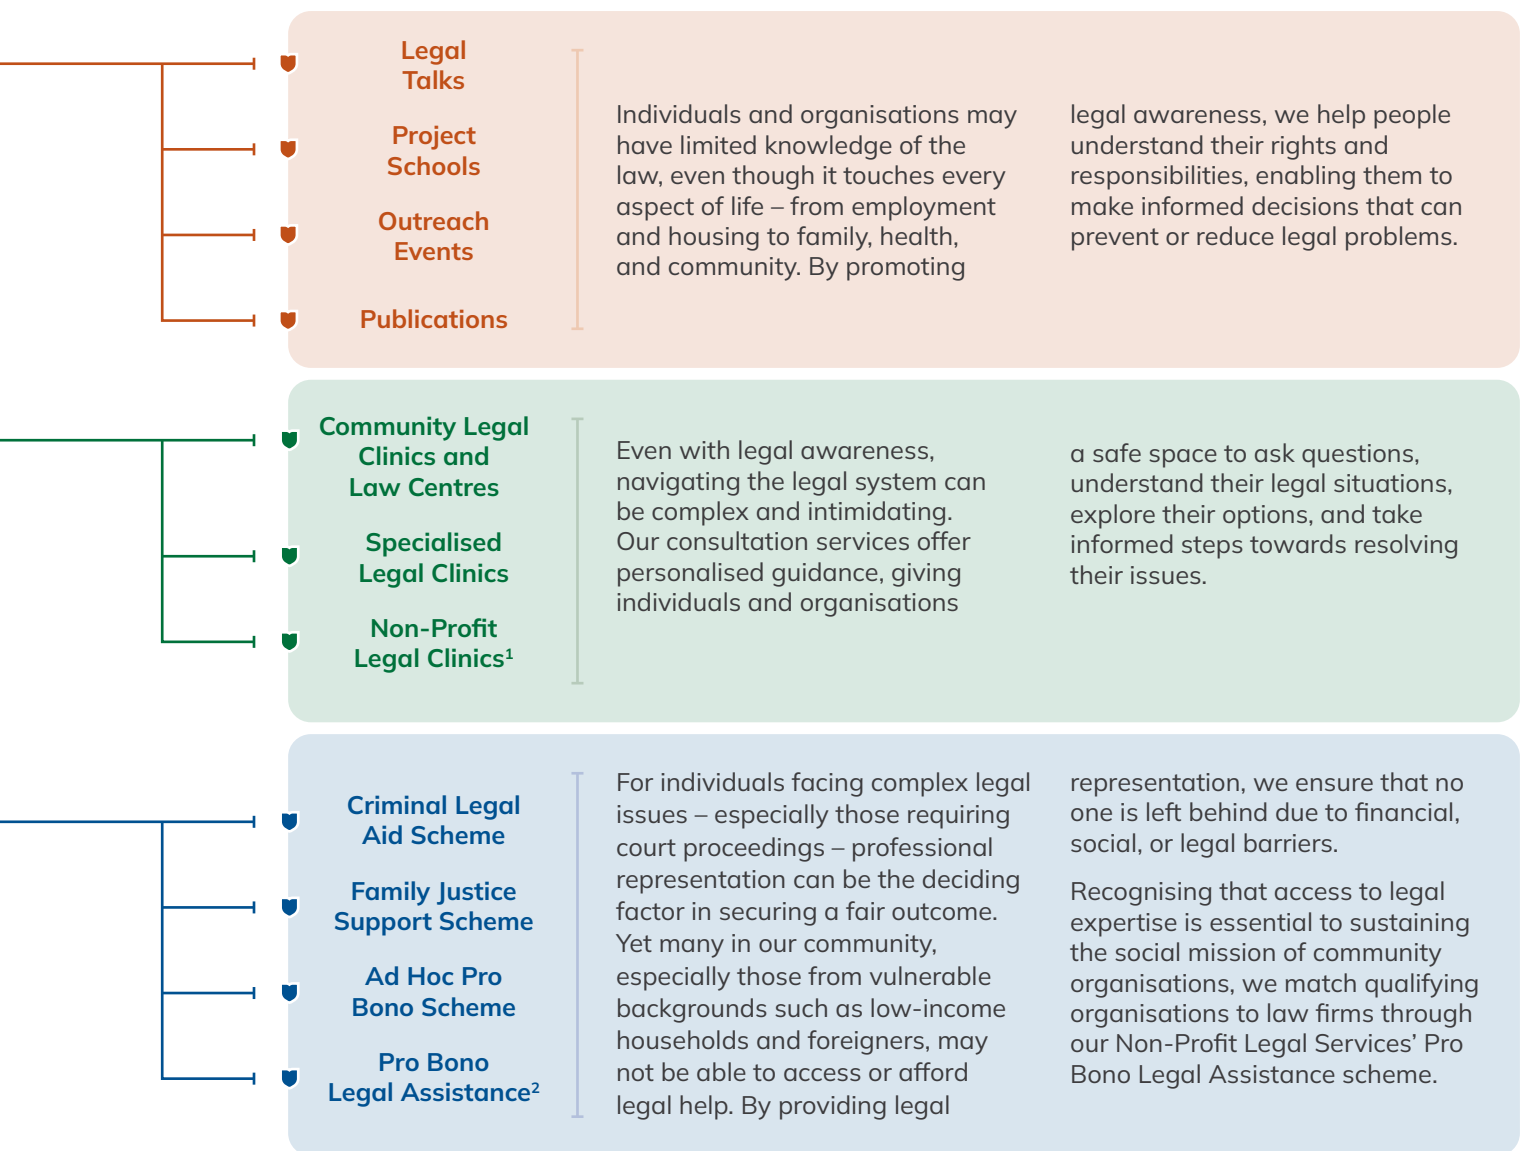 Legal
Talks
Project
Schools
Outreach
Events
Publications
Individuals and organisations may
have limited knowledge of the
law, even though it touches every
aspect of life – from employment
and housing to family, health,
and community. By promoting
legal awareness, we help people
understand their rights and
responsibilities, enabling them to
make informed decisions that can
prevent or reduce legal problems.
Community Legal
Clinics and
Law Centres
Specialised
Legal Clinics
Non-Profit
Legal Clinics¹
Even with legal awareness,
navigating the legal system can
be complex and intimidating.
Our consultation services offer
personalised guidance, giving
individuals and organisations
a safe space to ask questions,
understand their legal situations,
explore their options, and take
informed steps towards resolving
their issues.
Criminal Legal
Aid Scheme
Family Justice
Support Scheme
Ad Hoc Pro
Bono Scheme
Pro Bono
Legal Assistance²
For individuals facing complex legal
issues – especially those requiring
court proceedings – professional
representation can be the deciding
factor in securing a fair outcome.
Yet many in our community,
especially those from vulnerable
backgrounds such as low-income
households and foreigners, may
not be able to access or afford
legal help. By providing legal
representation, we ensure that no
one is left behind due to financial,
social, or legal barriers.
Recognising that access to legal
expertise is essential to sustaining
the social mission of community
organisations, we match qualifying
organisations to law firms through
our Non-Profit Legal Services’ Pro
Bono Legal Assistance scheme.